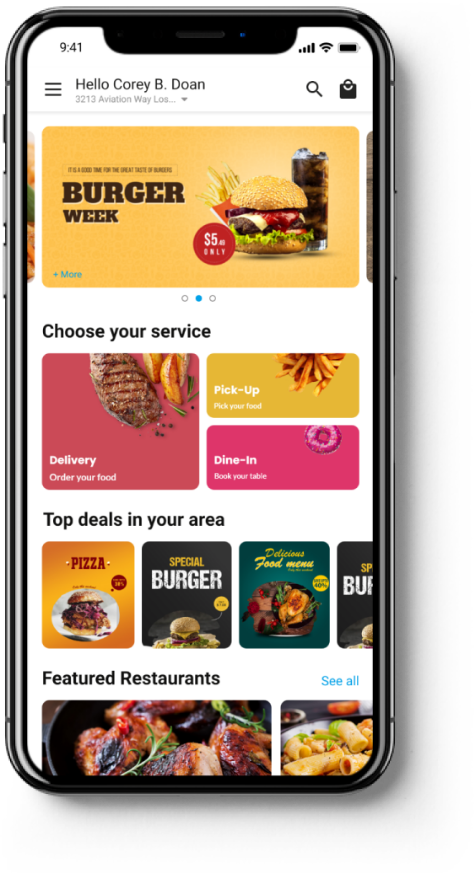 9:41
Hello Corey B. Doan
3213 Aviation Way Los...
IT IS A GOOD TIME FOR THE GREAT TASTE OF BURGERS
BURGER
WEEK
$5.
ONLY
+ More
Choose your service
Delivery
Order your food
Pick-Up
Pick your food
Dine-In
Book your table
Top deals in your area
PIZZA
SPECIAL
BURGER
Delicious
Food menu
40%
SP
BUR
Featured Restaurants
See all